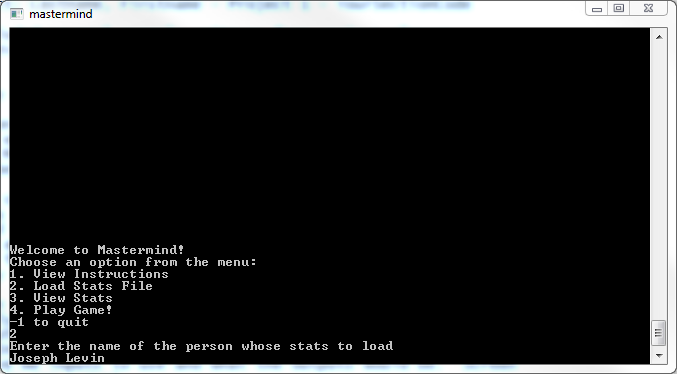 mastermind
Welcome to Mastermind!
Choose an option from the menu:
1. View Instructions
2. Load Stats File
3. View Stats
4. Play Game!
-1 to quit
2
Enter the name of the person whose stats to load
Joseph Levin